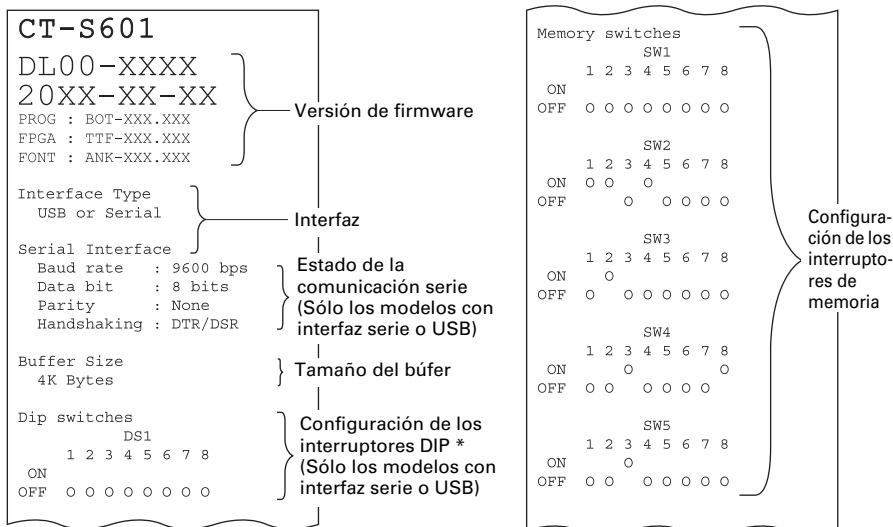 CT-S601
DL00-XXXX
20XX-XX-XX
PROG : BOT-XXX.XXX
FPGA : TTF-XXX.XXX
FONT : ANK-XXX.XXX
Versión de firmware
Interface Type
USB or Serial
Interfaz
Serial Interface
Baud rate : 9600 bps
Data bit : 8 bits
Parity : None
Handshaking : DTR/DSR
Estado de la
comunicación serie
(Sólo los modelos con
interfaz serie o USB)
Buffer Size
4K Bytes
Tamaño del búfer
Dip switches
DS1
1 2 3 4 5 6 7 8
ON
OFF O O O O O O O O
Configuración de los
interruptores DIP *
(Sólo los modelos con
interfaz serie o USB)
Memory switches
SW1
1 2 3 4 5 6 7 8
ON
OFF O O O O O O O O
SW2
1 2 3 4 5 6 7 8
ON O O O
OFF O O O O O
SW3
1 2 3 4 5 6 7 8
ON O
OFF O O O O O O O
SW4
1 2 3 4 5 6 7 8
ON O O
OFF O O O O O O
SW5
1 2 3 4 5 6 7 8
ON O
OFF O O O O O O O
Configura-
ción de los
interrupto-
res de
memoria